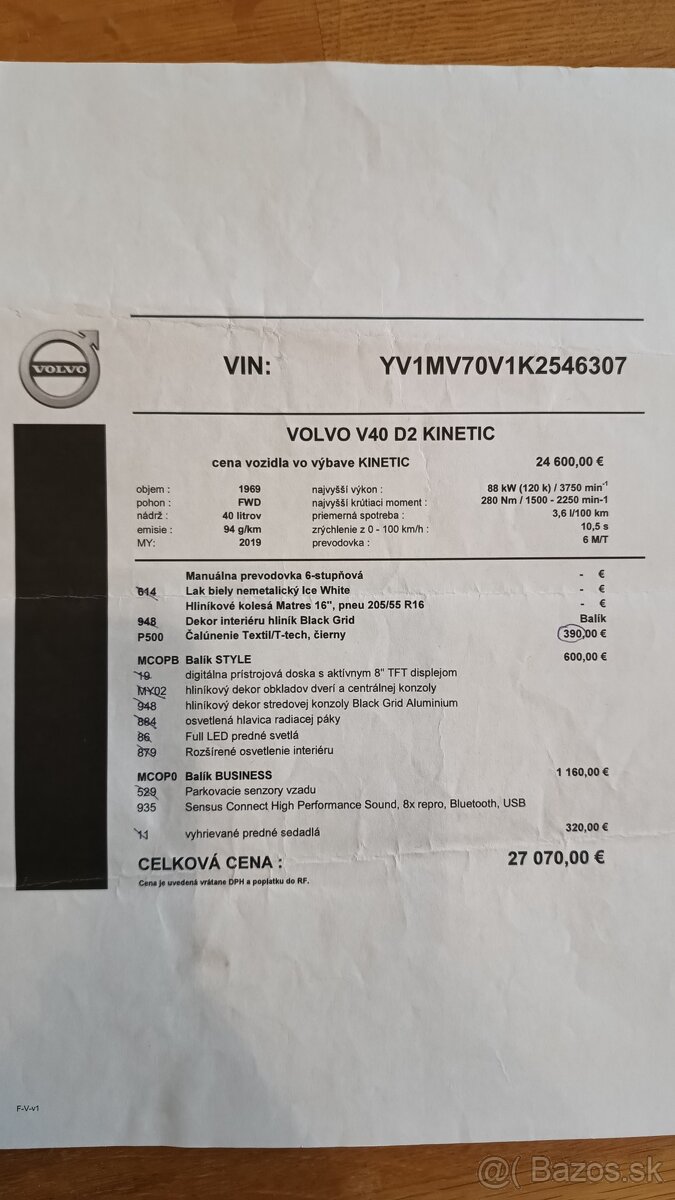 VOLVO
VIN: YV1MV70V1K2546307
VOLVO V40 D2 KINETIC
cena vozidla vo výbave KINETIC 24 600,00 €
objem : 1969 najvyšší výkon : 88 kW (120 k) / 3750 min-1
pohon : FWD najvyšší krútiaci moment : 280 Nm / 1500 - 2250 min-1
nádrž : 40 litrov priemerná spotreba : 3,6 l/100 km
emisie : 94 g/km zrýchlenie z 0 - 100 km/h : 10,5 s
MY: 2019 prevodovka : 6 M/T
Manuálna prevodovka 6-stupňová - €
614 Lak biely nemetalický Ice White - €
Hliníkové kolesá Matres 16", pneu 205/55 R16 - €
948 Dekor interiéru hliník Black Grid Balík
P500 Čalúnenie Textil/T-tech, čierny 390,00 €
MCOPB Balík STYLE 600,00 €
19 digitálna prístrojová doska s aktívnym 8" TFT displejom
MY02 hliníkový dekor obkladov dverí a centrálnej konzoly
948 hliníkový dekor stredovej konzoly Black Grid Aluminium
884 osvetlená hlavica radiacej páky
86 Full LED predné svetlá
879 Rozšírené osvetlenie interiéru
MCOP0 Balík BUSINESS 1 160,00 €
529 Parkovacie senzory vzadu
935 Sensus Connect High Performance Sound, 8x repro, Bluetooth, USB
11 vyhrievané predné sedadlá 320,00 €
CELKOVÁ CENA : 27 070,00 €
Cena je uvedená vrátane DPH a poplatku do RF.
F-V-v1
@( Bazos.sk